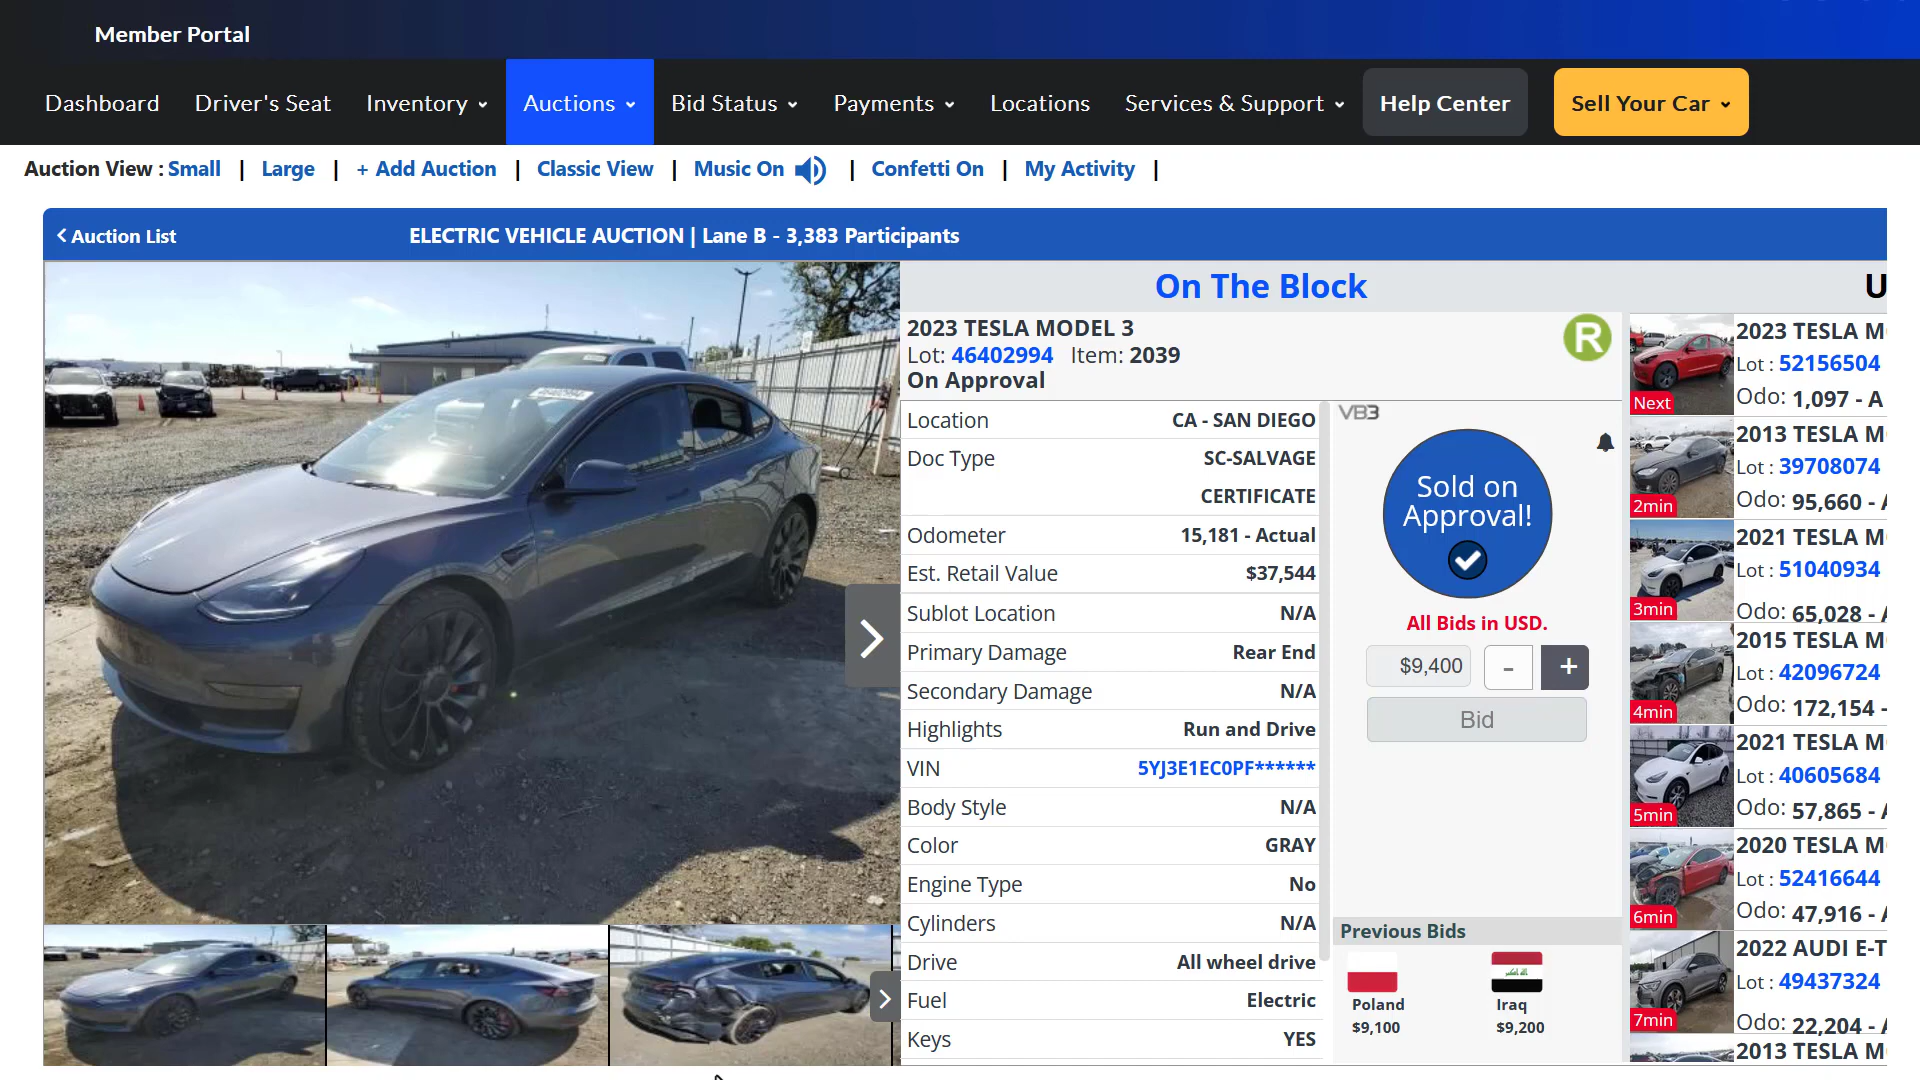 Member Portal
Dashboard Driver's Seat Inventory Auctions Bid Status Payments Locations Services & Support Help Center Sell Your Car
Auction View : Small | Large | + Add Auction | Classic View | Music On | Confetti On | My Activity |
Auction List
ELECTRIC VEHICLE AUCTION | Lane B - 3,383 Participants
46402994
On The Block
2023 TESLA MODEL 3
Lot: 46402994 Item: 2039
On Approval
R
Location CA - SAN DIEGO
Doc Type SC-SALVAGE
CERTIFICATE
Odometer 15,181 - Actual
Est. Retail Value $37,544
Sublot Location N/A
Primary Damage Rear End
Secondary Damage N/A
Highlights Run and Drive
VIN 5YJ3E1EC0PF******
Body Style N/A
Color GRAY
Engine Type No
Cylinders N/A
Drive All wheel drive
Fuel Electric
Keys YES
VB3
Sold on
Approval!
All Bids in USD.
$9,400 - +
Bid
Previous Bids
Poland
$9,100
Iraq
$9,200
U
2023 TESLA M
Lot : 52156504
Odo: 1,097 - A
Next
2013 TESLA M
Lot : 39708074
Odo: 95,660 - A
2min
2021 TESLA M
Lot : 51040934
Odo: 65,028 - A
3min
2015 TESLA M
Lot : 42096724
Odo: 172,154 -
4min
2021 TESLA M
Lot : 40605684
Odo: 57,865 - A
5min
2020 TESLA M
Lot : 52416644
Odo: 47,916 - A
6min
2022 AUDI E-T
Lot : 49437324
Odo: 22,204 - A
7min
2013 TESLA M